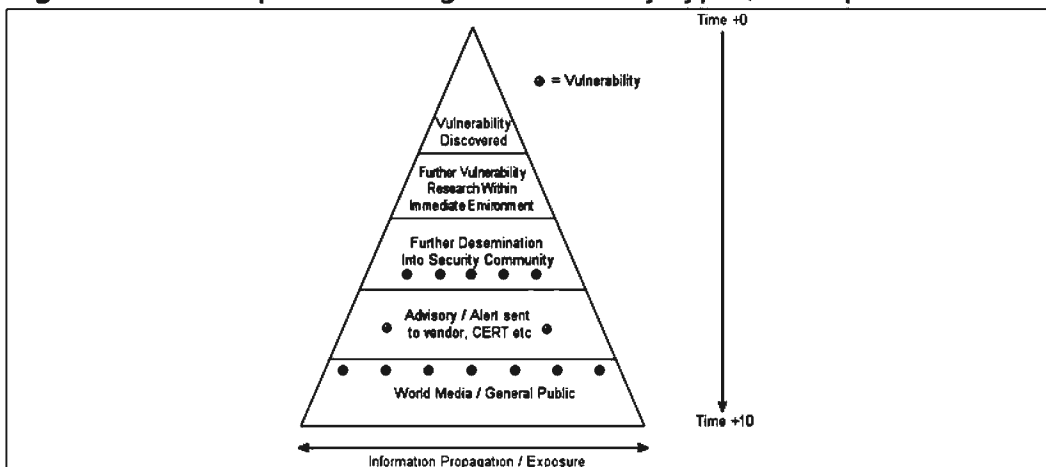 Time +0
= Vulnerability
Vulnerability
Discovered
Further Vulnerability
Research Within
Immediate Environment
Further Desemination
Into Security Community
Advisory / Alert sent
to vendor, CERT etc
World Media / General Public
Time +10
Information Propagation / Exposure